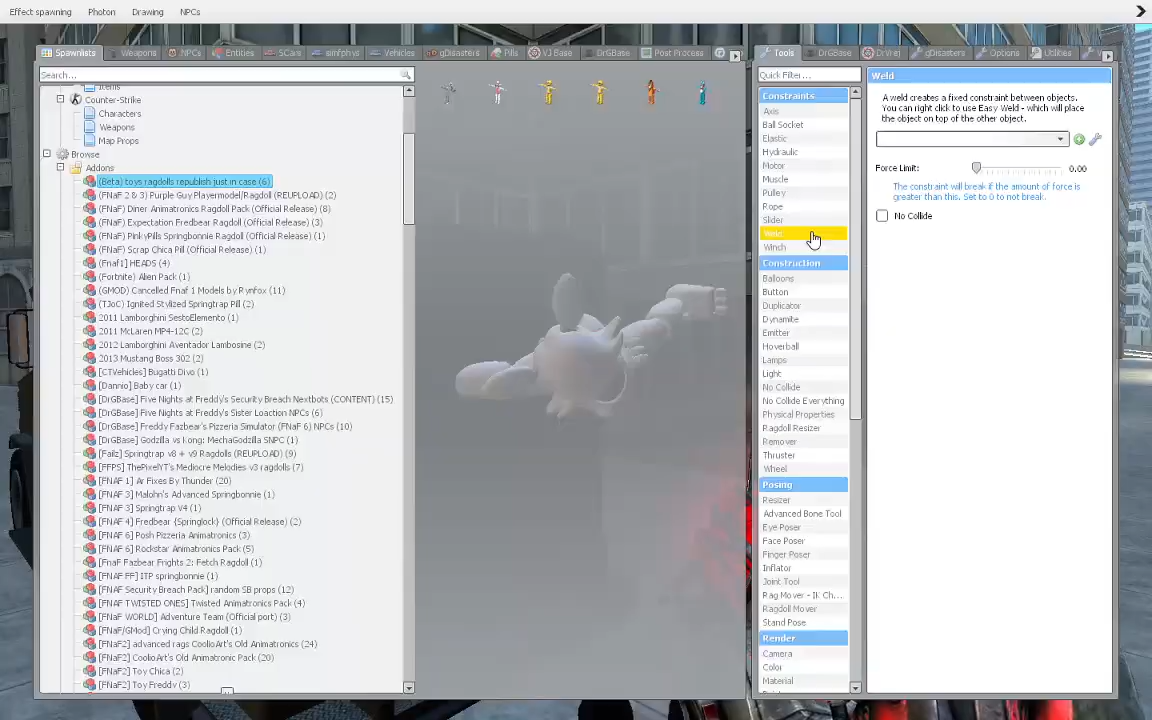 Effect spawning Photon Drawing NPCs
Spawnlists Weapons NPCs Entities SCars simfphys Vehicles gDisasters Pills VJ Base DrGBase Post Process
Search...
Items
Counter-Strike
Characters
Weapons
Map Props
Browse
Addons
(Beta) toys ragdolls republish just in case (6)
(FNaF 2 & 3) Purple Guy Playermodel/Ragdoll (REUPLOAD) (2)
(FNaF) Diner Animatronics Ragdoll Pack (Official Release) (8)
(FNaF) Expectation Fredbear Ragdoll (Official Release) (3)
(FNaF) PinkyPills Springbonnie Ragdoll (Official Release) (1)
(FNaF) Scrap Chica Pill (Official Release) (1)
(Fnaf1] HEADS (4)
(Fortnite) Alien Pack (1)
(GMOD) Cancelled Fnaf 1 Models by Rynfox (11)
(TJoC) Ignited Stylized Springtrap Pill (2)
2011 Lamborghini SestoElemento (1)
2011 McLaren MP4-12C (2)
2012 Lamborghini Aventador Lambosine (2)
2013 Mustang Boss 302 (2)
[CTVehicles] Bugatti Divo (1)
[Dannio] Baby car (1)
[DrGBase] Five Nights at Freddy's Security Breach Nextbots (CONTENT) (15)
[DrGBase] Five Nights at Freddy's Sister Loaction NPCs (6)
[DrGBase] Freddy Fazbear's Pizzeria Simulator (FNAF 6) NPCs (10)
[DrGBase] Godzilla vs Kong: MechaGodzilla SNPC (1)
[Failz] Springtrap v8 + v9 Ragdolls (REUPLOAD) (9)
[FFPS] ThePixelYT's Mediocre Melodies v3 ragdolls (7)
[FNAF 1] Ar Fixes By Thunder (20)
[FNAF 3] Malohn's Advanced Springbonnie (1)
[FNAF 3] Springtrap V4 (1)
[FNAF 4] Fredbear {Springlock} (Official Release) (2)
[FNAF 6] Posh Pizzeria Animatronics (3)
[FNAF 6] Rockstar Animatronics Pack (5)
[Fnaf Fazbear Frights 2: Fetch Ragdoll (1)
[FNAF FF] ITP springbonnie (1)
[FNAF Security Breach Pack] random SB props (12)
[FNAF TWISTED ONES] Twisted Animatronics Pack (4)
[FNaF WORLD] Adventure Team (Official port) (3)
[FNaF/GMod] Crying Child Ragdoll (1)
[FNaF2] advanced rags CoolioArt's Old Animatronics (24)
[FNaF2] CoolioArt's Old Animatronic Pack (20)
[FNaF2] Toy Chica (2)
[FNaF2] Toy Freddy (3)
Tools DrGBase DrVrej gDisasters Options Utilities
Quick Filter...
Constraints
Axis
Ball Socket
Elastic
Hydraulic
Motor
Muscle
Pulley
Rope
Slider
Weld
Winch
Construction
Balloons
Button
Duplicator
Dynamite
Emitter
Hoverball
Lamps
Light
No Collide
No Collide Everything
Physical Properties
Ragdoll Resizer
Remover
Thruster
Wheel
Posing
Resizer
Advanced Bone Tool
Eye Poser
Face Poser
Finger Poser
Inflator
Joint Tool
Rag Mover - IK Ch...
Ragdoll Mover
Stand Pose
Render
Camera
Color
Material
Weld
A weld creates a fixed constraint between objects.
You can right click to use Easy Weld - which will place
the object on top of the other object.
Force Limit: 0.00
The constraint will break if the amount of force is
greater than this. Set to 0 to not break.
No Collide